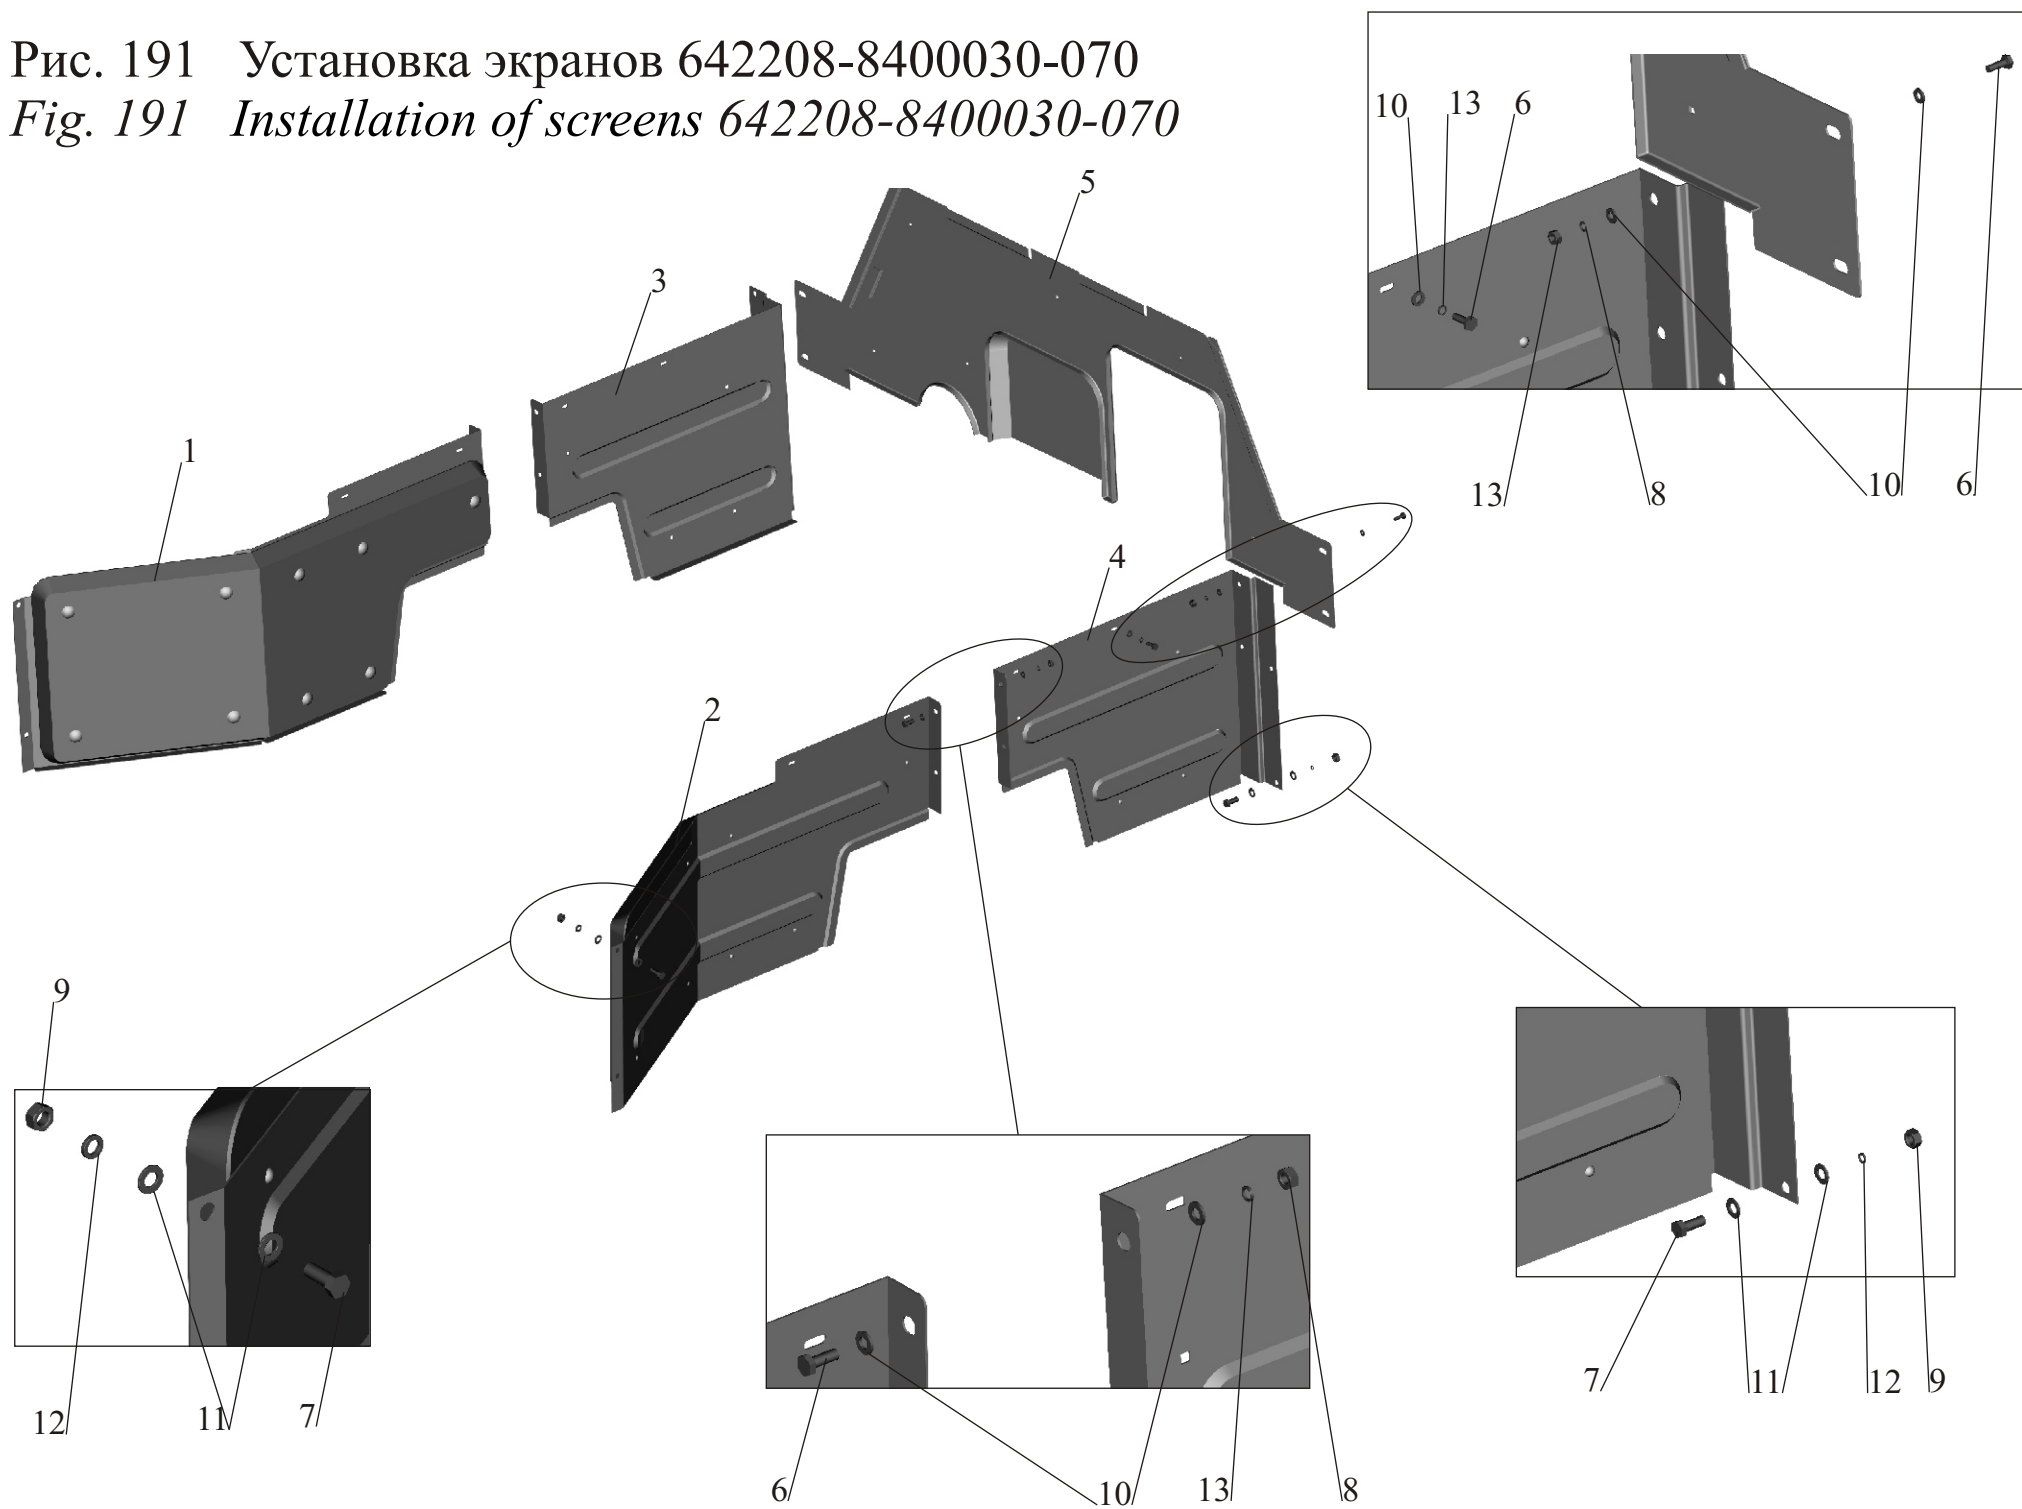 Рис. 191 Установка экранов 642208-8400030-070
Fig. 191 Installation of screens 642208-8400030-070
10 13 6
5
3
1
13 8 10 6
4
2
9
7 11 12 9
12 11 7
6 10 13 8